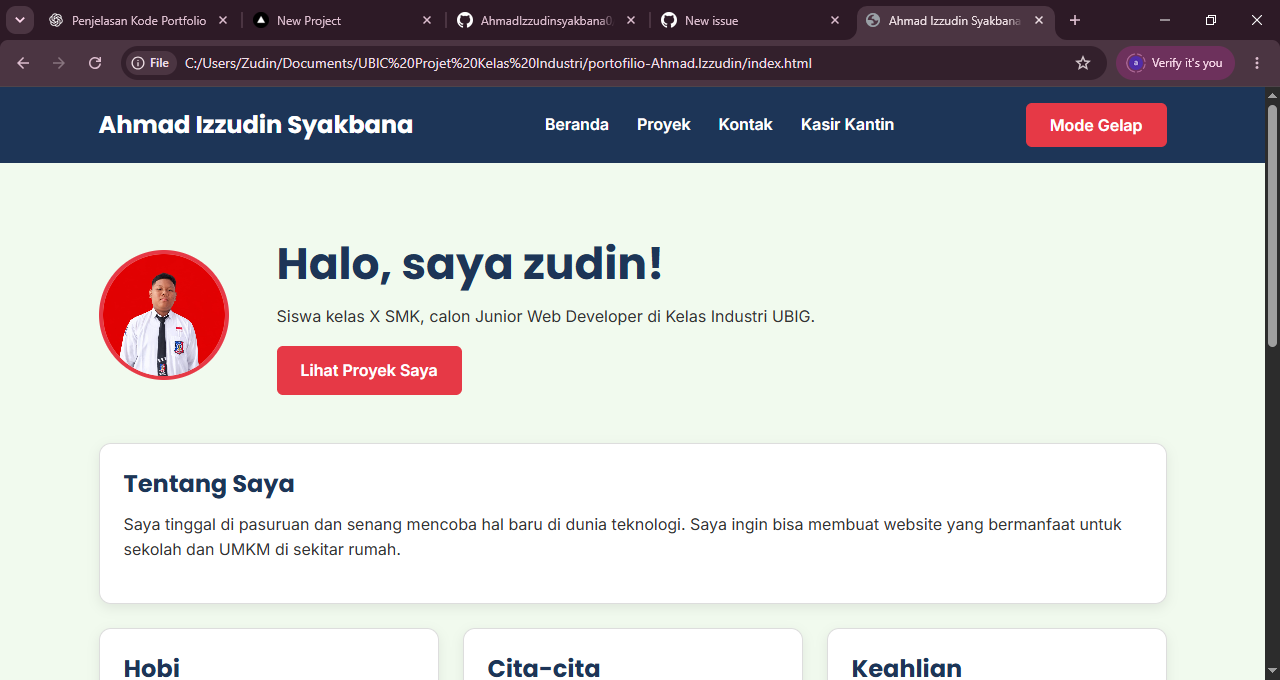 Penjelasan Kode Portfolio
New Project
AhmadIzzudinsyakbana0
New issue
Ahmad Izzudin Syakbana
File
C:/Users/Zudin/Documents/UBIC%20Projet%20Kelas%20Industri/portofilio-Ahmad.Izzudin/index.html
a
Verify it's you
Ahmad Izzudin Syakbana
Beranda
Proyek
Kontak
Kasir Kantin
Mode Gelap
Halo, saya zudin!
Siswa kelas X SMK, calon Junior Web Developer di Kelas Industri UBIG.
Lihat Proyek Saya
Tentang Saya
Saya tinggal di pasuruan dan senang mencoba hal baru di dunia teknologi. Saya ingin bisa membuat website yang bermanfaat untuk
sekolah dan UMKM di sekitar rumah.
Hobi
Cita-cita
Keahlian